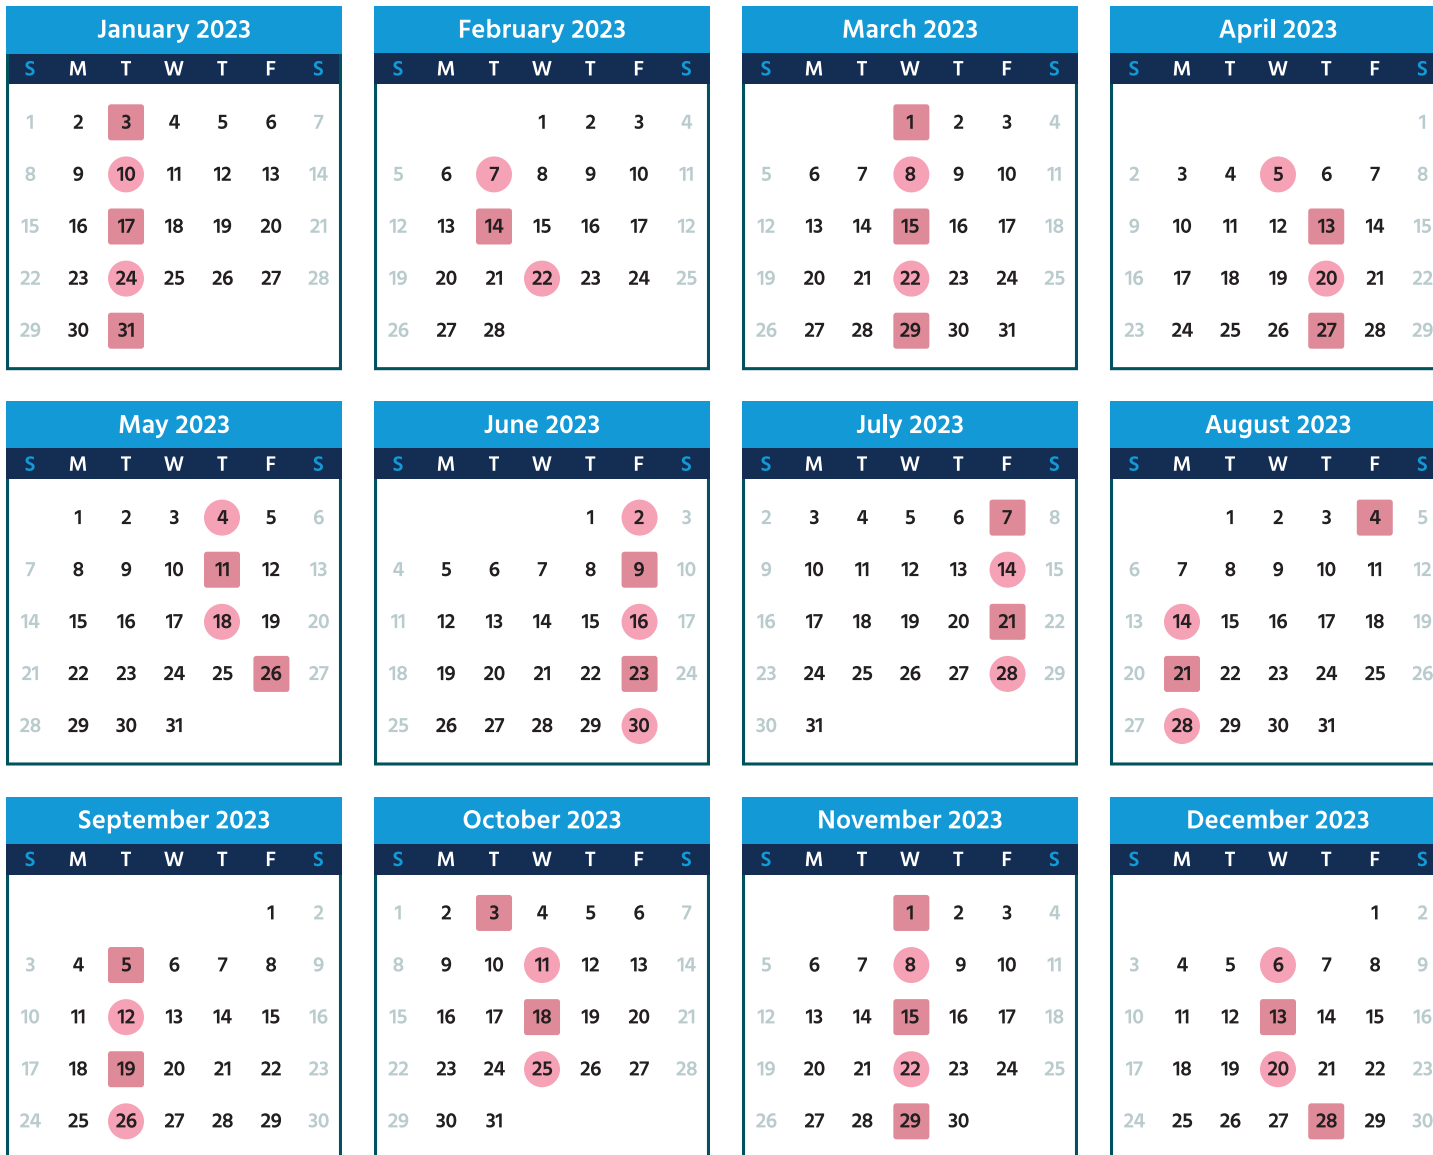 January 2023
S M T W T F S
1 2 3 4 5 6 7
8 9 10 11 12 13 14
15 16 17 18 19 20 21
22 23 24 25 26 27 28
29 30 31
February 2023
S M T W T F S
1 2 3 4
5 6 7 8 9 10 11
12 13 14 15 16 17 12
19 20 21 22 23 24 25
26 27 28
March 2023
S M T W T F S
1 2 3 4
5 6 7 8 9 10 11
12 13 14 15 16 17 18
19 20 21 22 23 24 25
26 27 28 29 30 31
April 2023
S M T W T F S
1
2 3 4 5 6 7 8
9 10 11 12 13 14 15
16 17 18 19 20 21 22
23 24 25 26 27 28 29
May 2023
S M T W T F S
1 2 3 4 5 6
7 8 9 10 11 12 13
14 15 16 17 18 19 20
21 22 23 24 25 26 27
28 29 30 31
June 2023
S M T W T F S
1 2 3
4 5 6 7 8 9 10
11 12 13 14 15 16 17
18 19 20 21 22 23 24
25 26 27 28 29 30
July 2023
S M T W T F S
2 3 4 5 6 7 8
9 10 11 12 13 14 15
16 17 18 19 20 21 22
23 24 25 26 27 28 29
30 31
August 2023
S M T W T F S
1 2 3 4 5
6 7 8 9 10 11 12
13 14 15 16 17 18 19
20 21 22 23 24 25 26
27 28 29 30 31
September 2023
S M T W T F S
1 2
3 4 5 6 7 8 9
10 11 12 13 14 15 16
17 18 19 20 21 22 23
24 25 26 27 28 29 30
October 2023
S M T W T F S
1 2 3 4 5 6 7
8 9 10 11 12 13 14
15 16 17 18 19 20 21
22 23 24 25 26 27 28
29 30 31
November 2023
S M T W T F S
1 2 3 4
5 6 7 8 9 10 11
12 13 14 15 16 17 18
19 20 21 22 23 24 25
26 27 28 29 30
December 2023
S M T W T F S
1 2
3 4 5 6 7 8 9
10 11 12 13 14 15 16
17 18 19 20 21 22 23
24 25 26 27 28 29 30